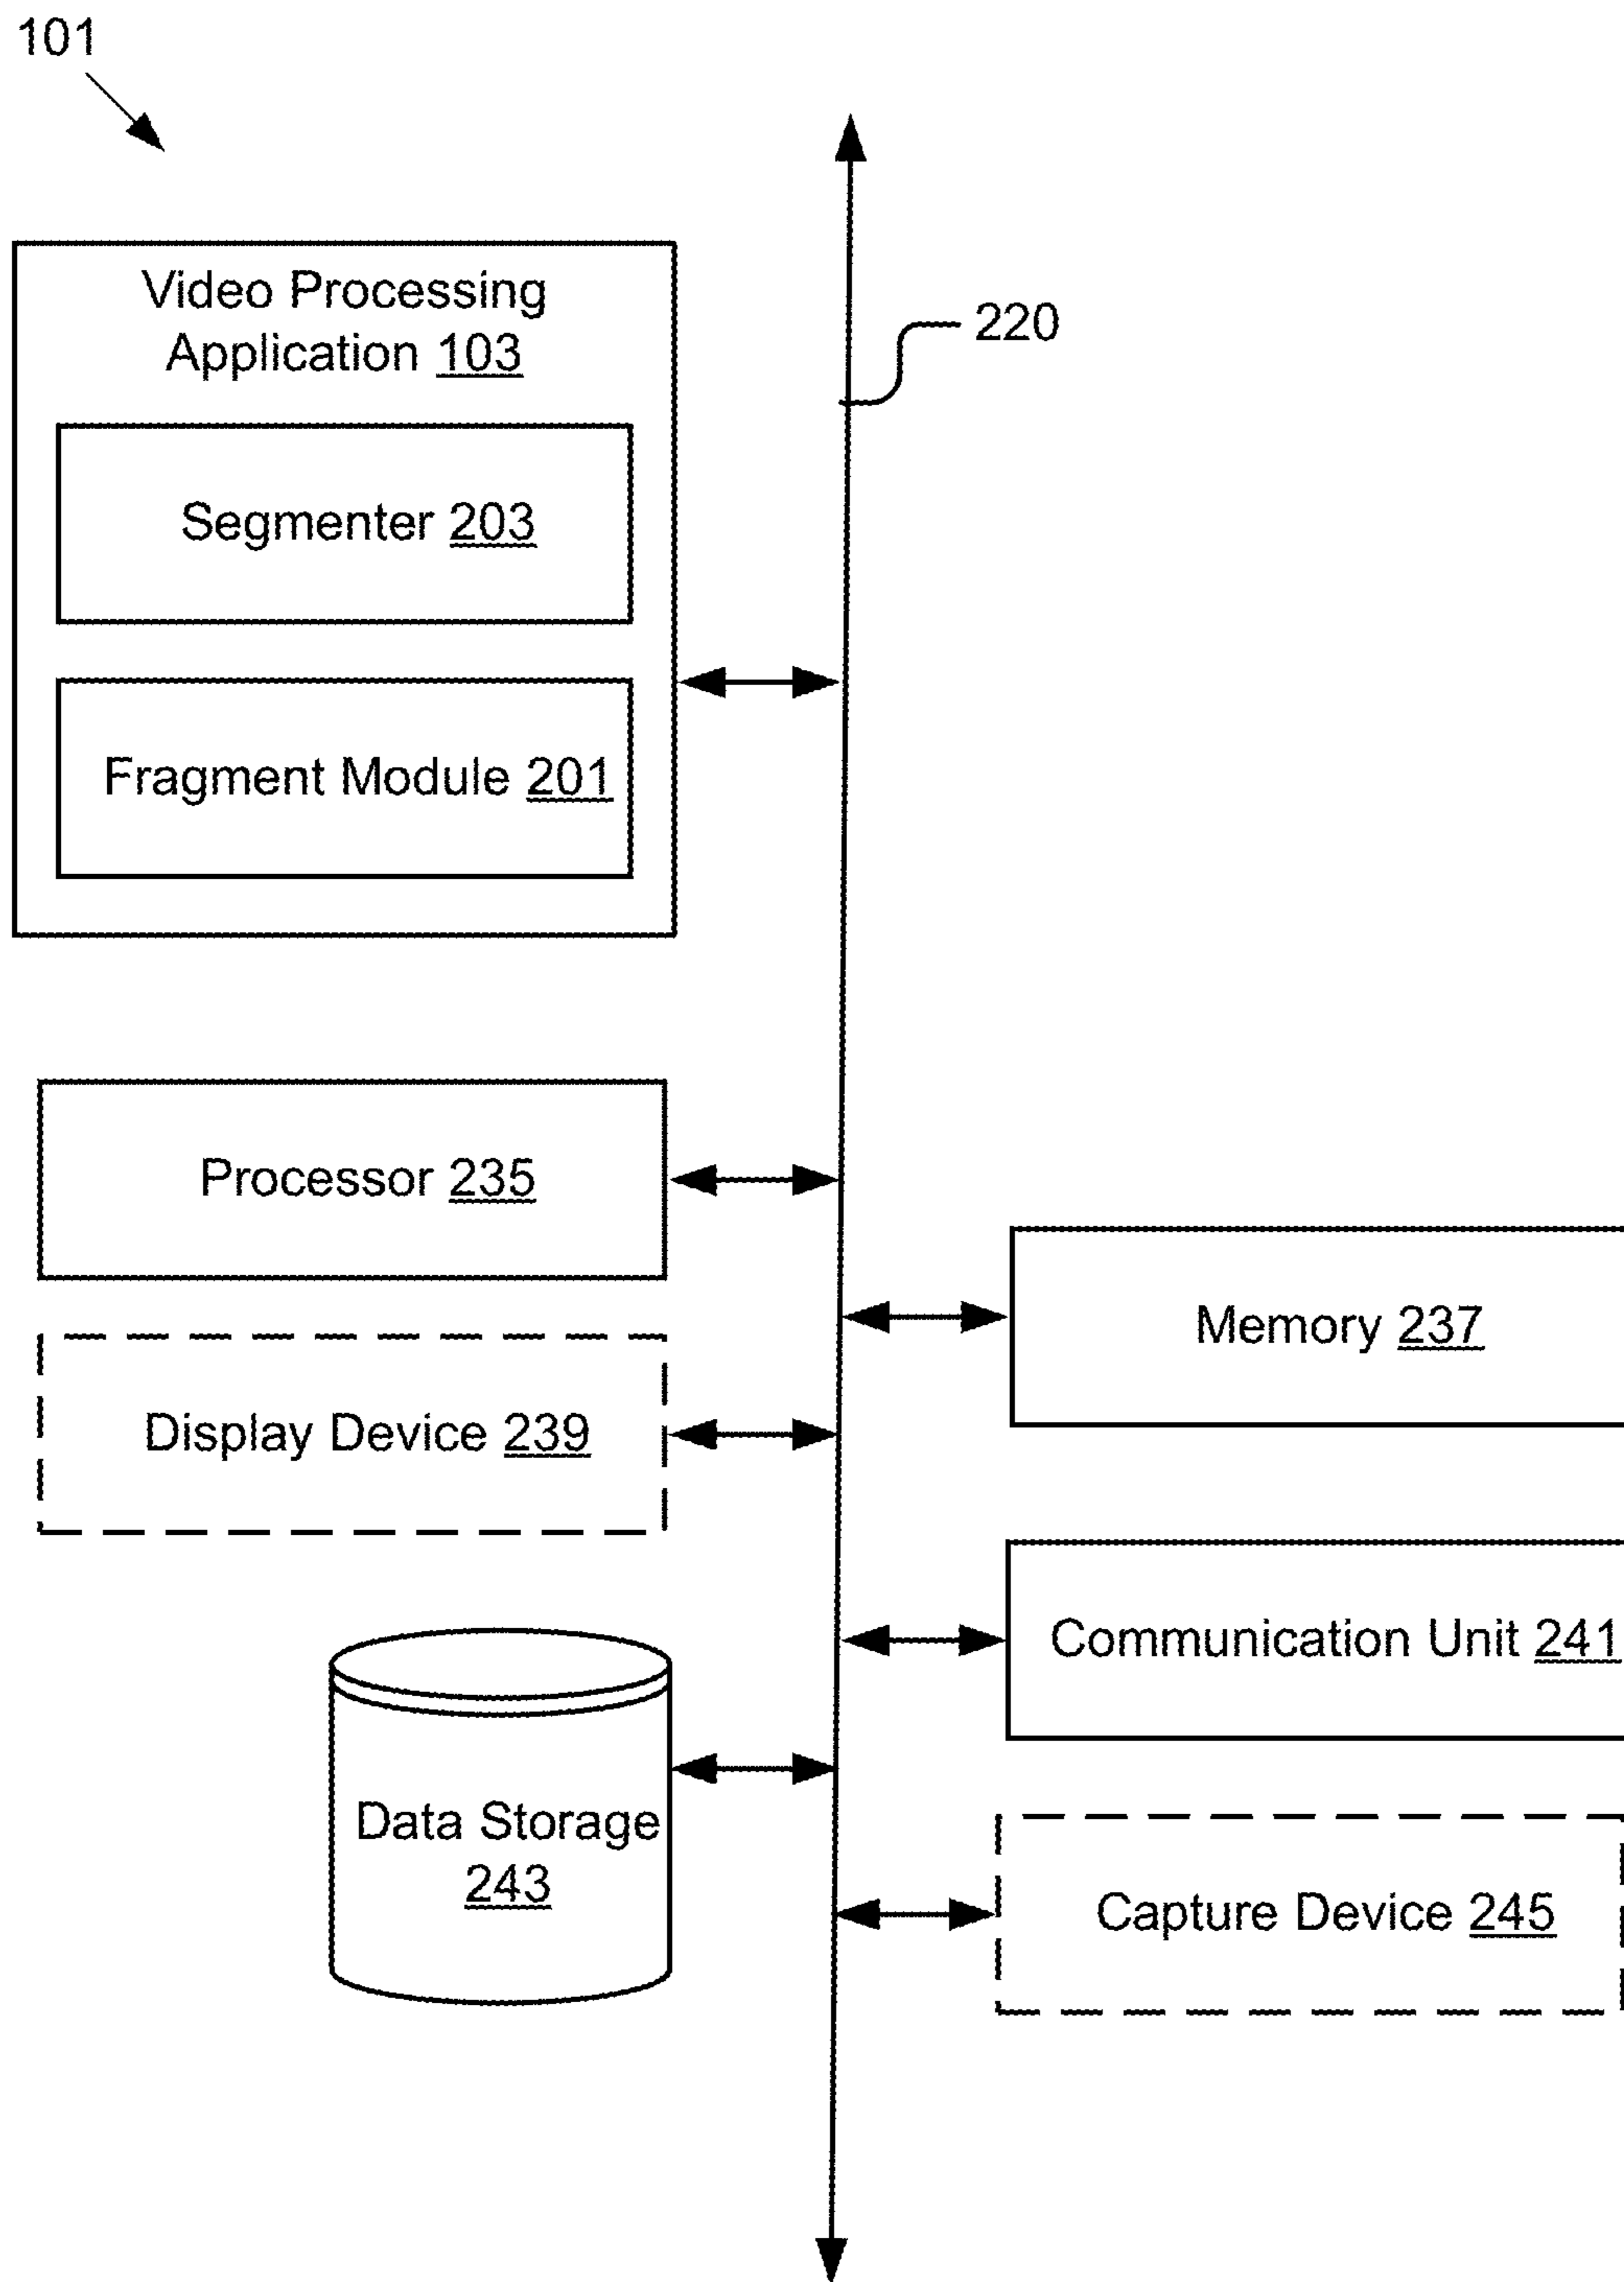 101
Video Processing
Application 103
220
Segmenter 203
Fragment Module 201
Processor 235
Memory 237
Display Device 239
Communication Unit 241
Data Storage
243
Capture Device 245